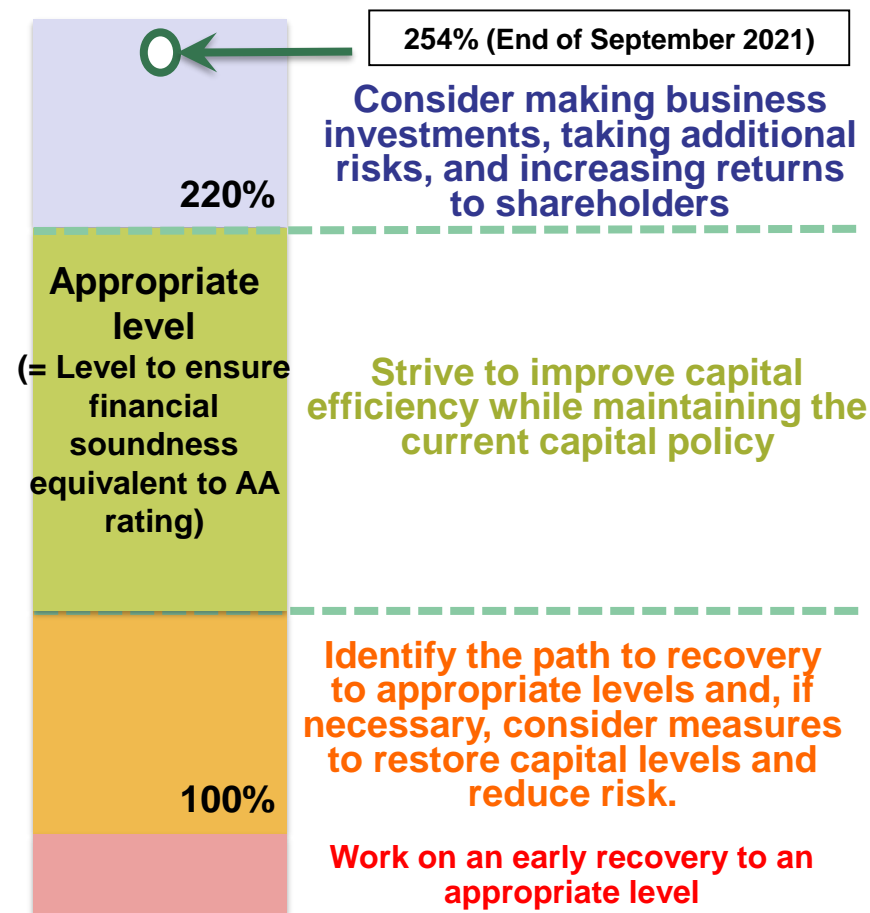 254% (End of September 2021)
Consider making business
investments, taking additional
risks, and increasing returns
to shareholders
220%
Appropriate
level
(= Level to ensure
financial
soundness
equivalent to AA
rating)
Strive to improve capital
efficiency while maintaining the
current capital policy
Identify the path to recovery
to appropriate levels and, if
necessary, consider measures
to restore capital levels and
reduce risk.
100%
Work on an early recovery to an
appropriate level